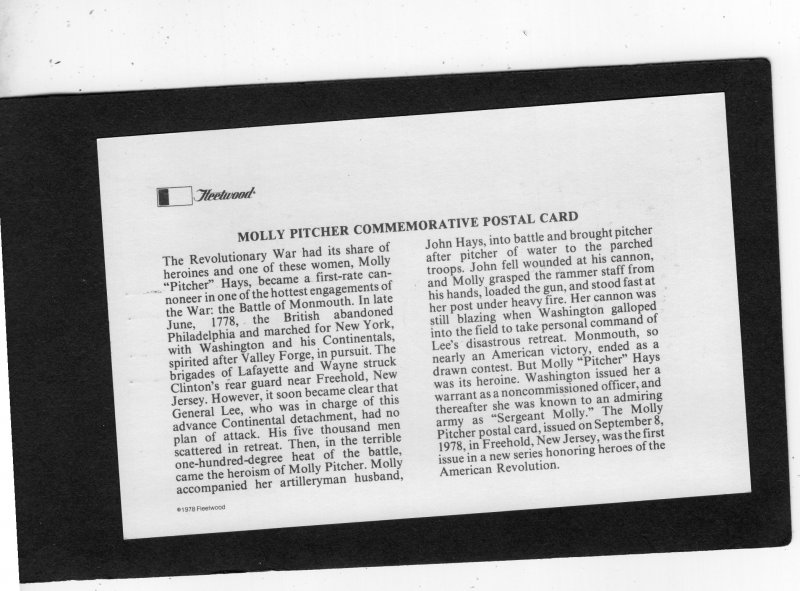 Fleetwood
MOLLY PITCHER COMMEMORATIVE POSTAL CARD
The Revolutionary War had its share of
heroines and one of these women, Molly
“Pitcher” Hays, became a first-rate can-
noneer in one of the hottest engagements of
the War: the Battle of Monmouth. In late
June, 1778, the British abandoned
Philadelphia and marched for New York,
with Washington and his Continentals,
spirited after Valley Forge, in pursuit. The
brigades of Lafayette and Wayne struck
Clinton's rear guard near Freehold, New
Jersey. However, it soon became clear that
General Lee, who was in charge of this
advance Continental detachment, had no
plan of attack. His five thousand men
scattered in retreat. Then, in the terrible
one-hundred-degree heat of the battle,
came the heroism of Molly Pitcher. Molly
accompanied her artilleryman husband,
John Hays, into battle and brought pitcher
after pitcher of water to the parched
troops. John fell wounded at his cannon,
and Molly grasped the rammer staff from
his hands, loaded the gun, and stood fast at
her post under heavy fire. Her cannon was
still blazing when Washington galloped
into the field to take personal command of
Lee's disastrous retreat. Monmouth, so
nearly an American victory, ended as a
drawn contest. But Molly “Pitcher” Hays
was its heroine. Washington issued her a
warrant as a noncommissioned officer, and
thereafter she was known to an admiring
army as “Sergeant Molly.” The Molly
Pitcher postal card, issued on September 8,
1978, in Freehold, New Jersey, was the first
issue in a new series honoring heroes of the
American Revolution.
©1978 Fleetwood